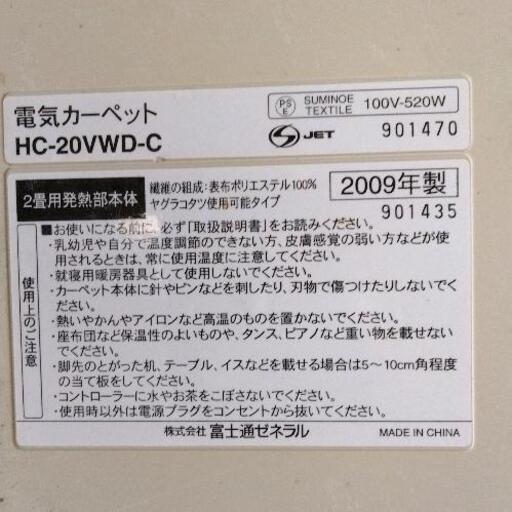 電気カーペット
HC-20VWD-C
PS
E
SUMINOE
TEXTILE
100V-520W
JET
901470
2畳用発熱部本体
繊維の組成:表布ポリエステル100%
ヤグラコタツ使用可能タイプ
2009年製
901435
使用上のご注意
■お使いになる前に、必ず「取扱説明書」をお読みください。
・乳幼児や自分で温度調節のできない方、皮膚感覚の弱い方などが使
用されるときは、常に使用温度に注意してください。
・就寝用暖房器具として使用しないでください。
・カーペット本体に針やピンなどを刺したり、刃物で傷つけたりしないで
ください。
・熱いやかんやアイロンなど高温のものを置かないでください。
・座布団など保温性のよいものや、タンス、ピアノなど重い物を載せない
でください。
・脚先のとがった机、テーブル、イスなどを載せる場合は5〜10cm角程度
の当て板をしてください。
・コントローラーに水やお茶をこぼさないでください。
・使用時以外は電源プラグをコンセントから抜いてください。
株式会社 富士通ゼネラル
MADE IN CHINA